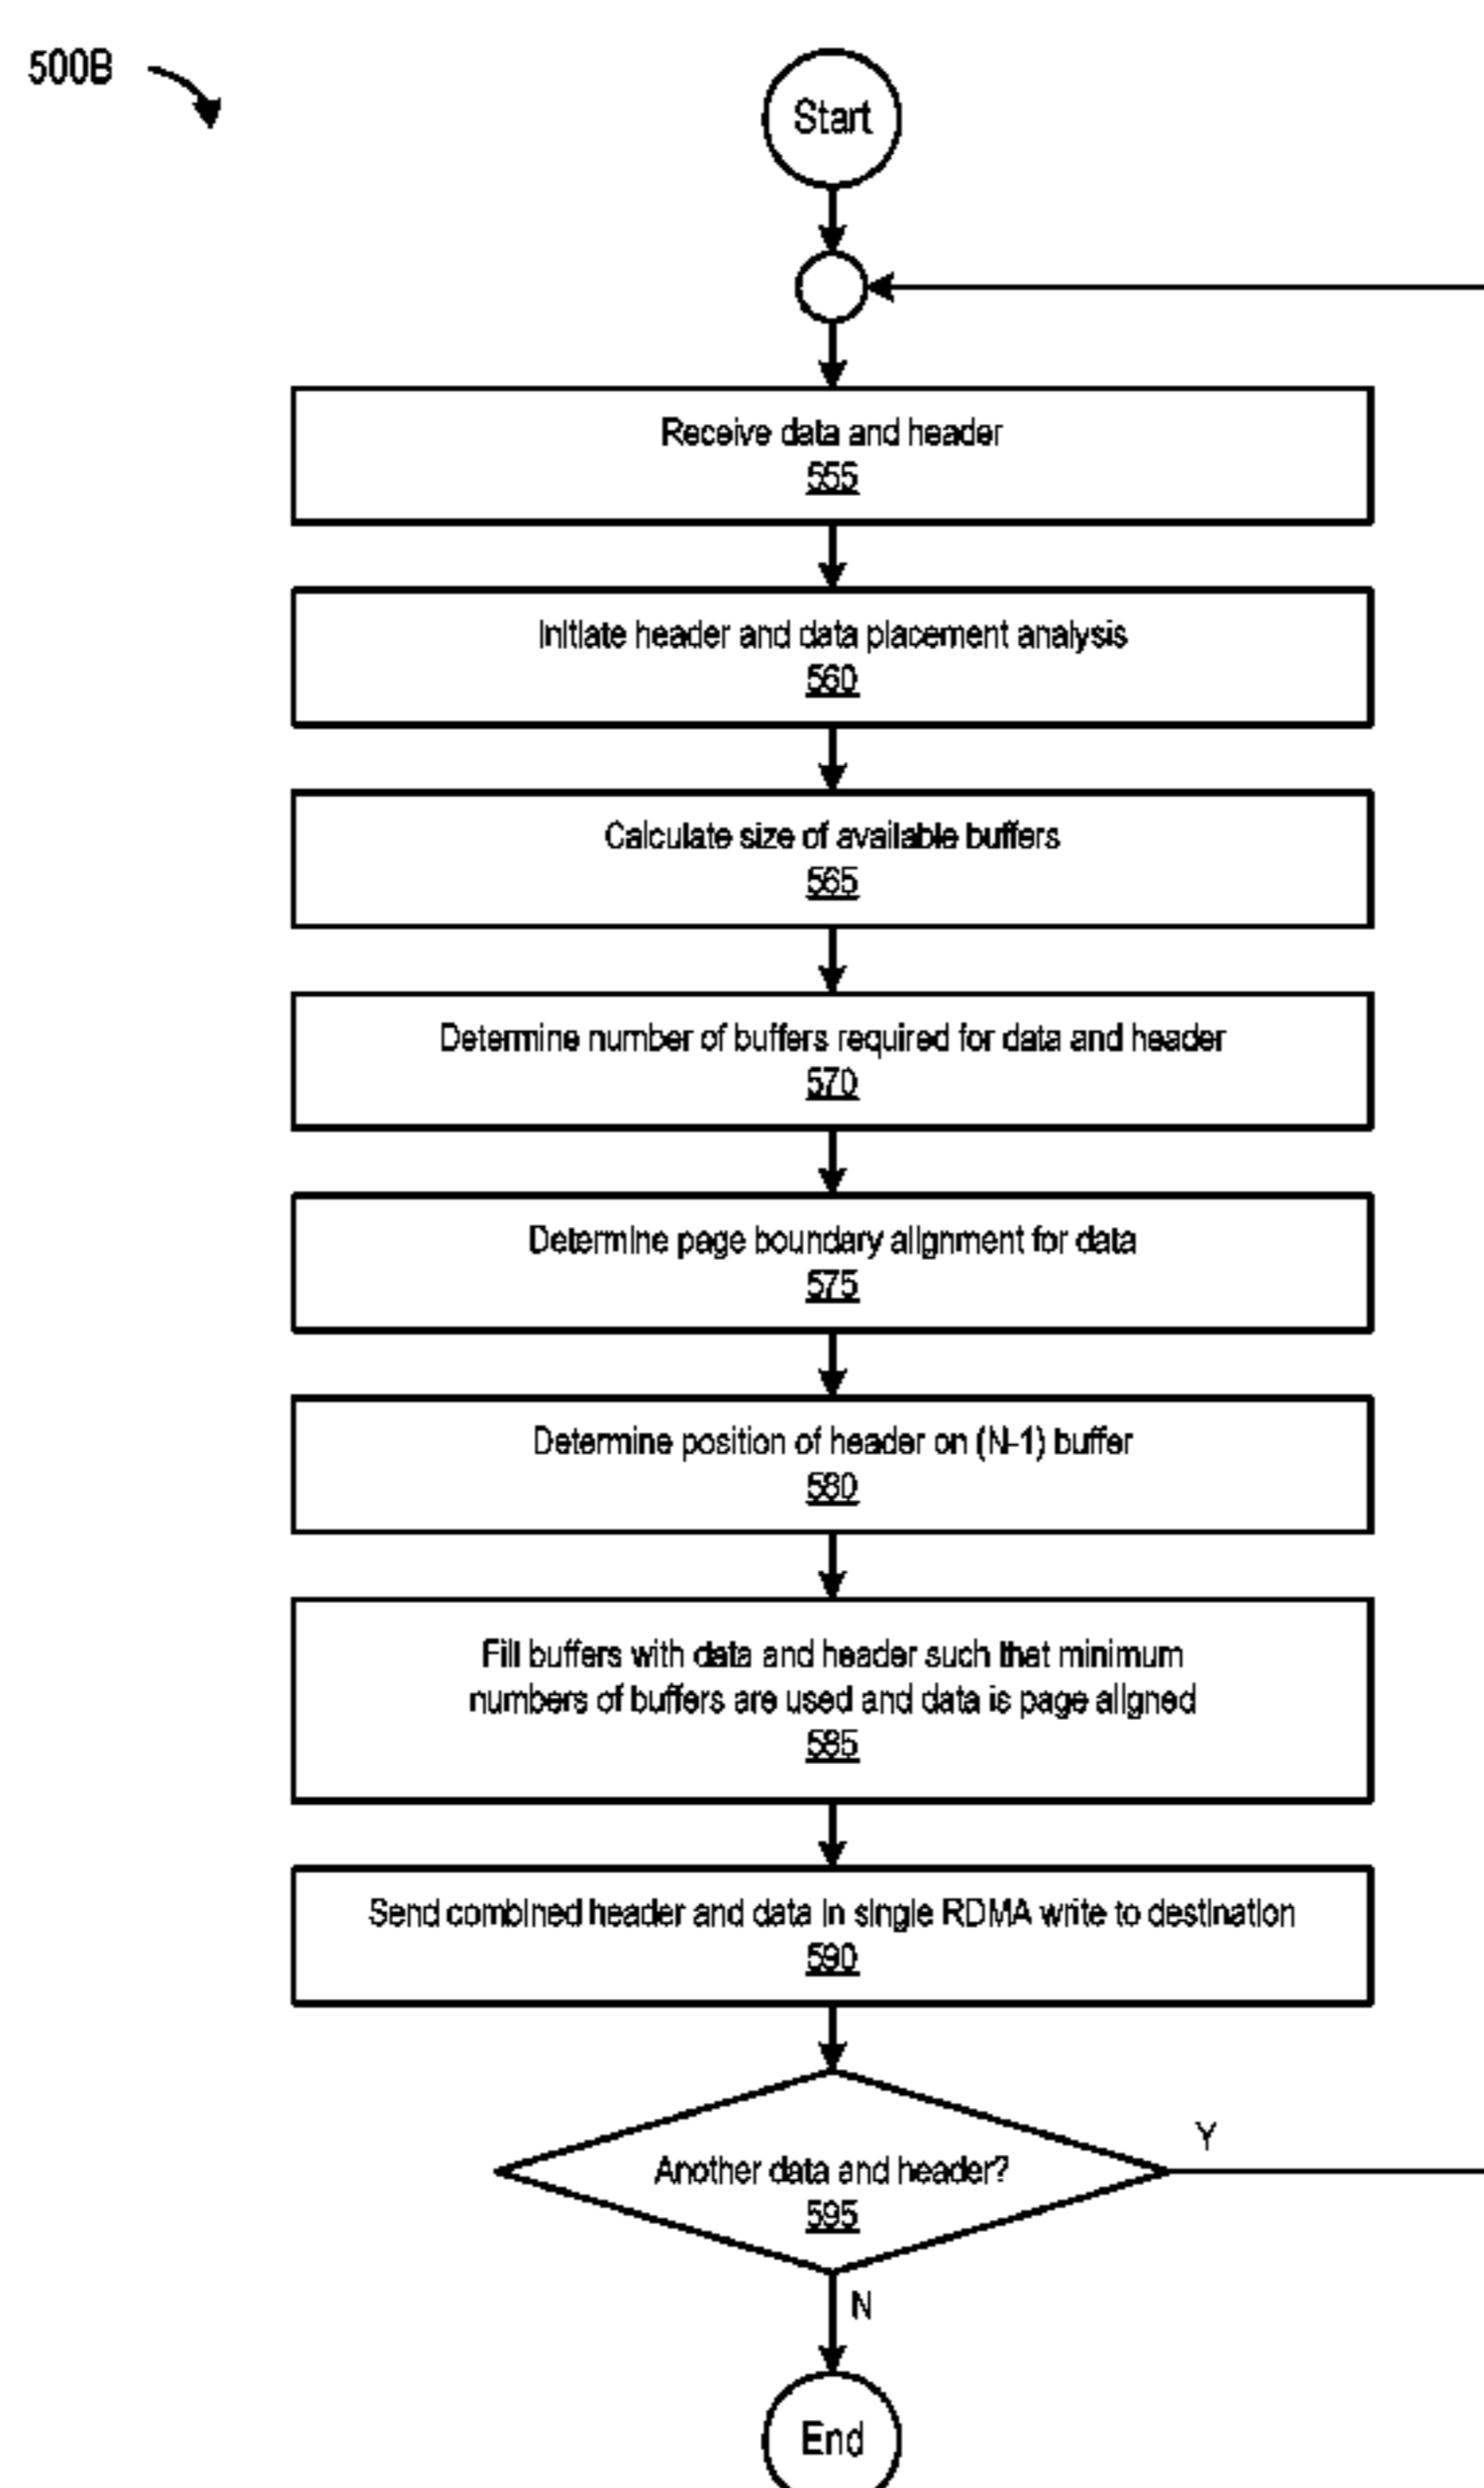 500B
Start
Receive data and header
555
Initiate header and data placement analysis
560
Calculate size of available buffers
565
Determine number of buffers required for data and header
570
Determine page boundary alignment for data
575
Determine position of header on (N-1) buffer
580
Fill buffers with data and header such that minimum
numbers of buffers are used and data is page aligned
585
Send combined header and data in single RDMA write to destination
590
Another data and header?
595
Y
N
End